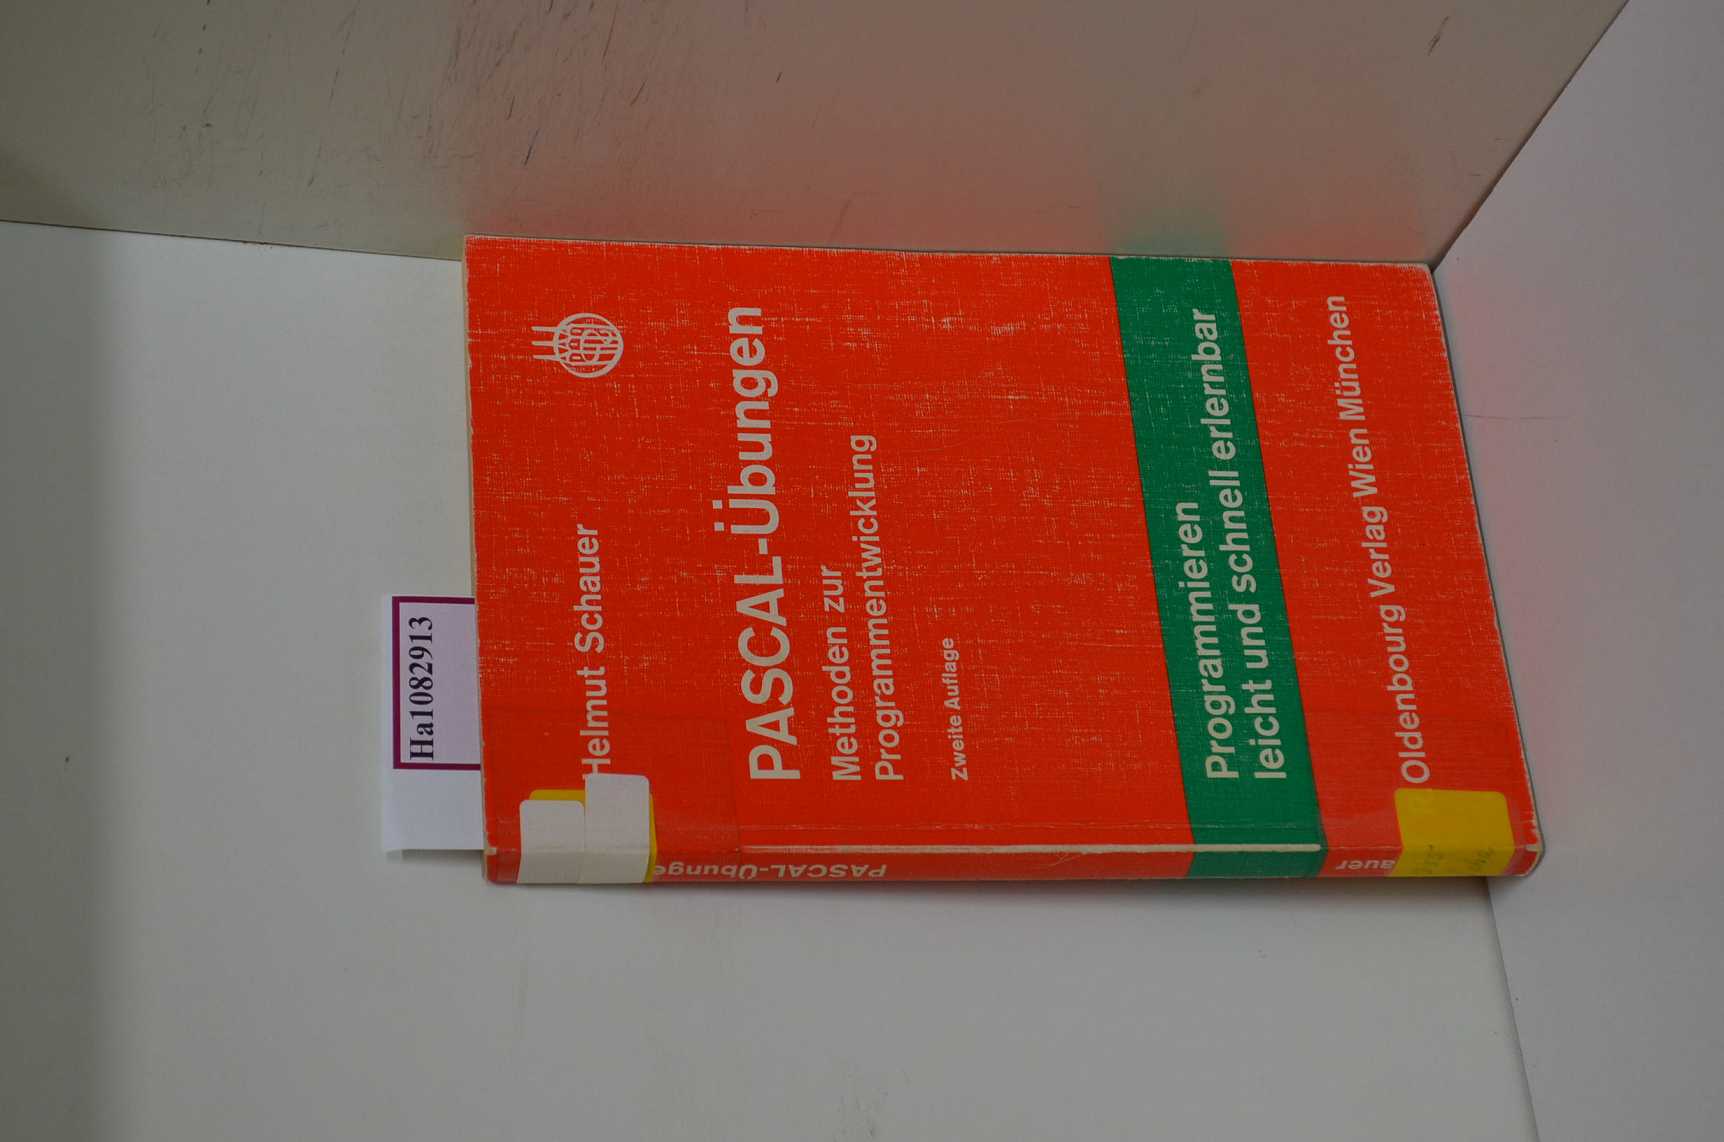 Ha1082913
Helmut Schauer
PASCAL-Übungen
Methoden zur
Programmentwicklung
Zweite Auflage
Programmieren
leicht und schnell erlernbar
Oldenbourg Verlag Wien München
PASCAL-Übunge
auer